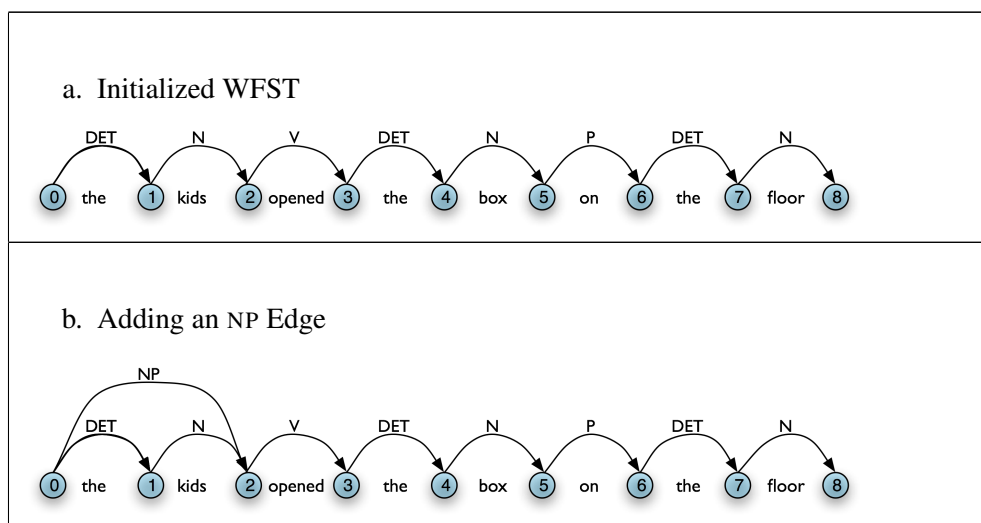 a. Initialized WFST
DET N V DET N P DET N
0 the 1 kids 2 opened 3 the 4 box 5 on 6 the 7 floor 8
b. Adding an NP Edge
NP
DET N V DET N P DET N
0 the 1 kids 2 opened 3 the 4 box 5 on 6 the 7 floor 8